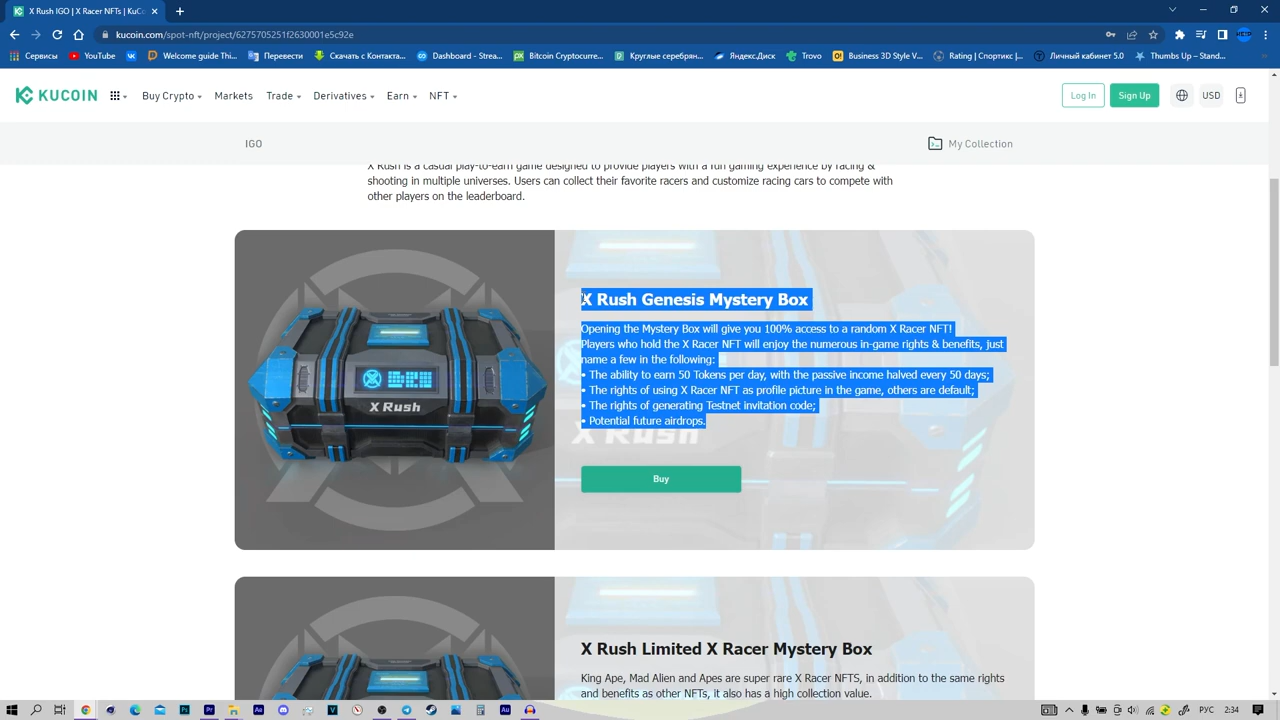 X Rush IGO | X Racer NFTs | KuC
kucoin.com/spot-nft/project/6275705251f2630001e5c92e
Сервисы
YouTube
Welcome guide Thi...
Перевести
Скачать с Контакта...
Dashboard - Strea...
Bitcoin Cryptocurre...
Круглые серебрян...
Яндекс.Диск
Trovo
Business 3D Style V...
Rating | Спортикс |...
Личный кабинет 5.0
Thumbs Up – Stand...
KUCOIN
Buy Crypto
Markets
Trade
Derivatives
Earn
NFT
Log In
Sign Up
USD
IGO
My Collection
X Rush is a casual play-to-earn game designed to provide players with a fun gaming experience by racing &
shooting in multiple universes. Users can collect their favorite racers and customize racing cars to compete with
other players on the leaderboard.
X Rush
X Rush Genesis Mystery Box
Opening the Mystery Box will give you 100% access to a random X Racer NFT!
Players who hold the X Racer NFT will enjoy the numerous in-game rights & benefits, just
name a few in the following:
• The ability to earn 50 Tokens per day, with the passive income halved every 50 days;
• The rights of using X Racer NFT as profile picture in the game, others are default;
• The rights of generating Testnet invitation code;
• Potential future airdrops.
X Rush
Buy
X Rush Limited X Racer Mystery Box
King Ape, Mad Alien and Apes are super rare X Racer NFTS, in addition to the same rights
and benefits as other NFTs, it also has a high collection value.
РУС
2:34